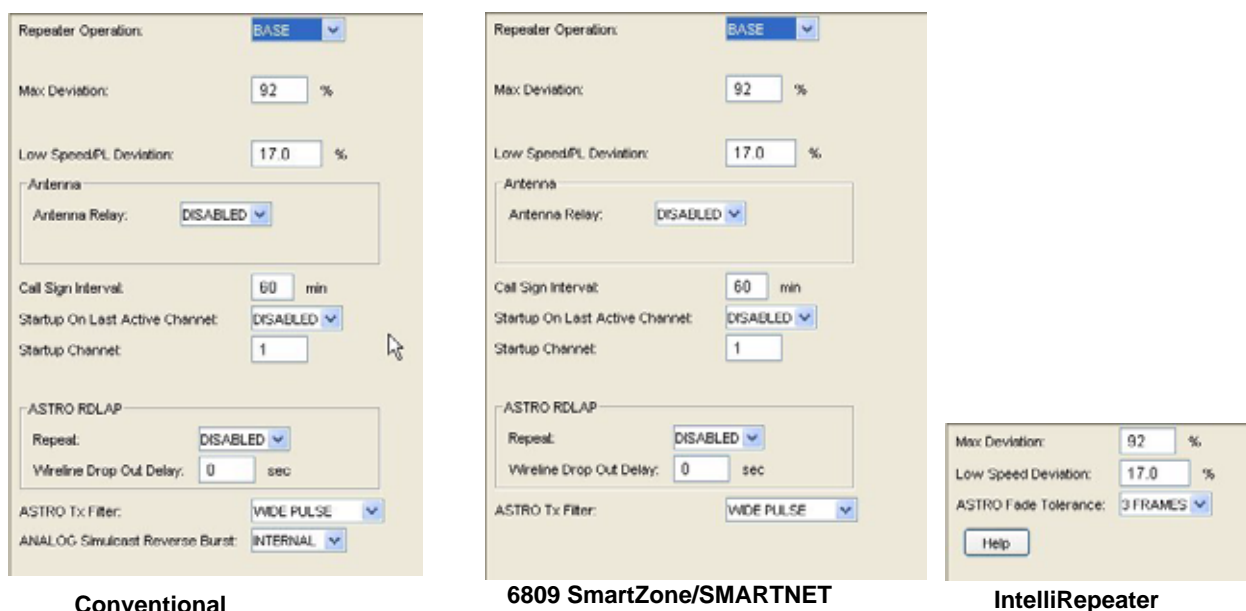 Repeater Operation: BASE
Max Deviation: 92 %
Low Speed/PL Deviation: 17.0 %
Antenna
Antenna Relay: DISABLED
Call Sign Interval: 60 min
Startup On Last Active Channel: DISABLED
Startup Channel: 1
ASTRO RDLAP
Repeat: DISABLED
Wireline Drop Out Delay: 0 sec
ASTRO Tx Filter: WIDE PULSE
ANALOG Simulcast Reverse Burst: INTERNAL
Conventional
Repeater Operation: BASE
Max Deviation: 92 %
Low Speed/PL Deviation: 17.0 %
Antenna
Antenna Relay: DISABLED
Call Sign Interval: 60 min
Startup On Last Active Channel: DISABLED
Startup Channel: 1
ASTRO RDLAP
Repeat: DISABLED
Wireline Drop Out Delay: 0 sec
ASTRO Tx Filter: WIDE PULSE
6809 SmartZone/SMARTNET
Max Deviation: 92 %
Low Speed Deviation: 17.0 %
ASTRO Fade Tolerance: 3 FRAMES
Help
IntelliRepeater